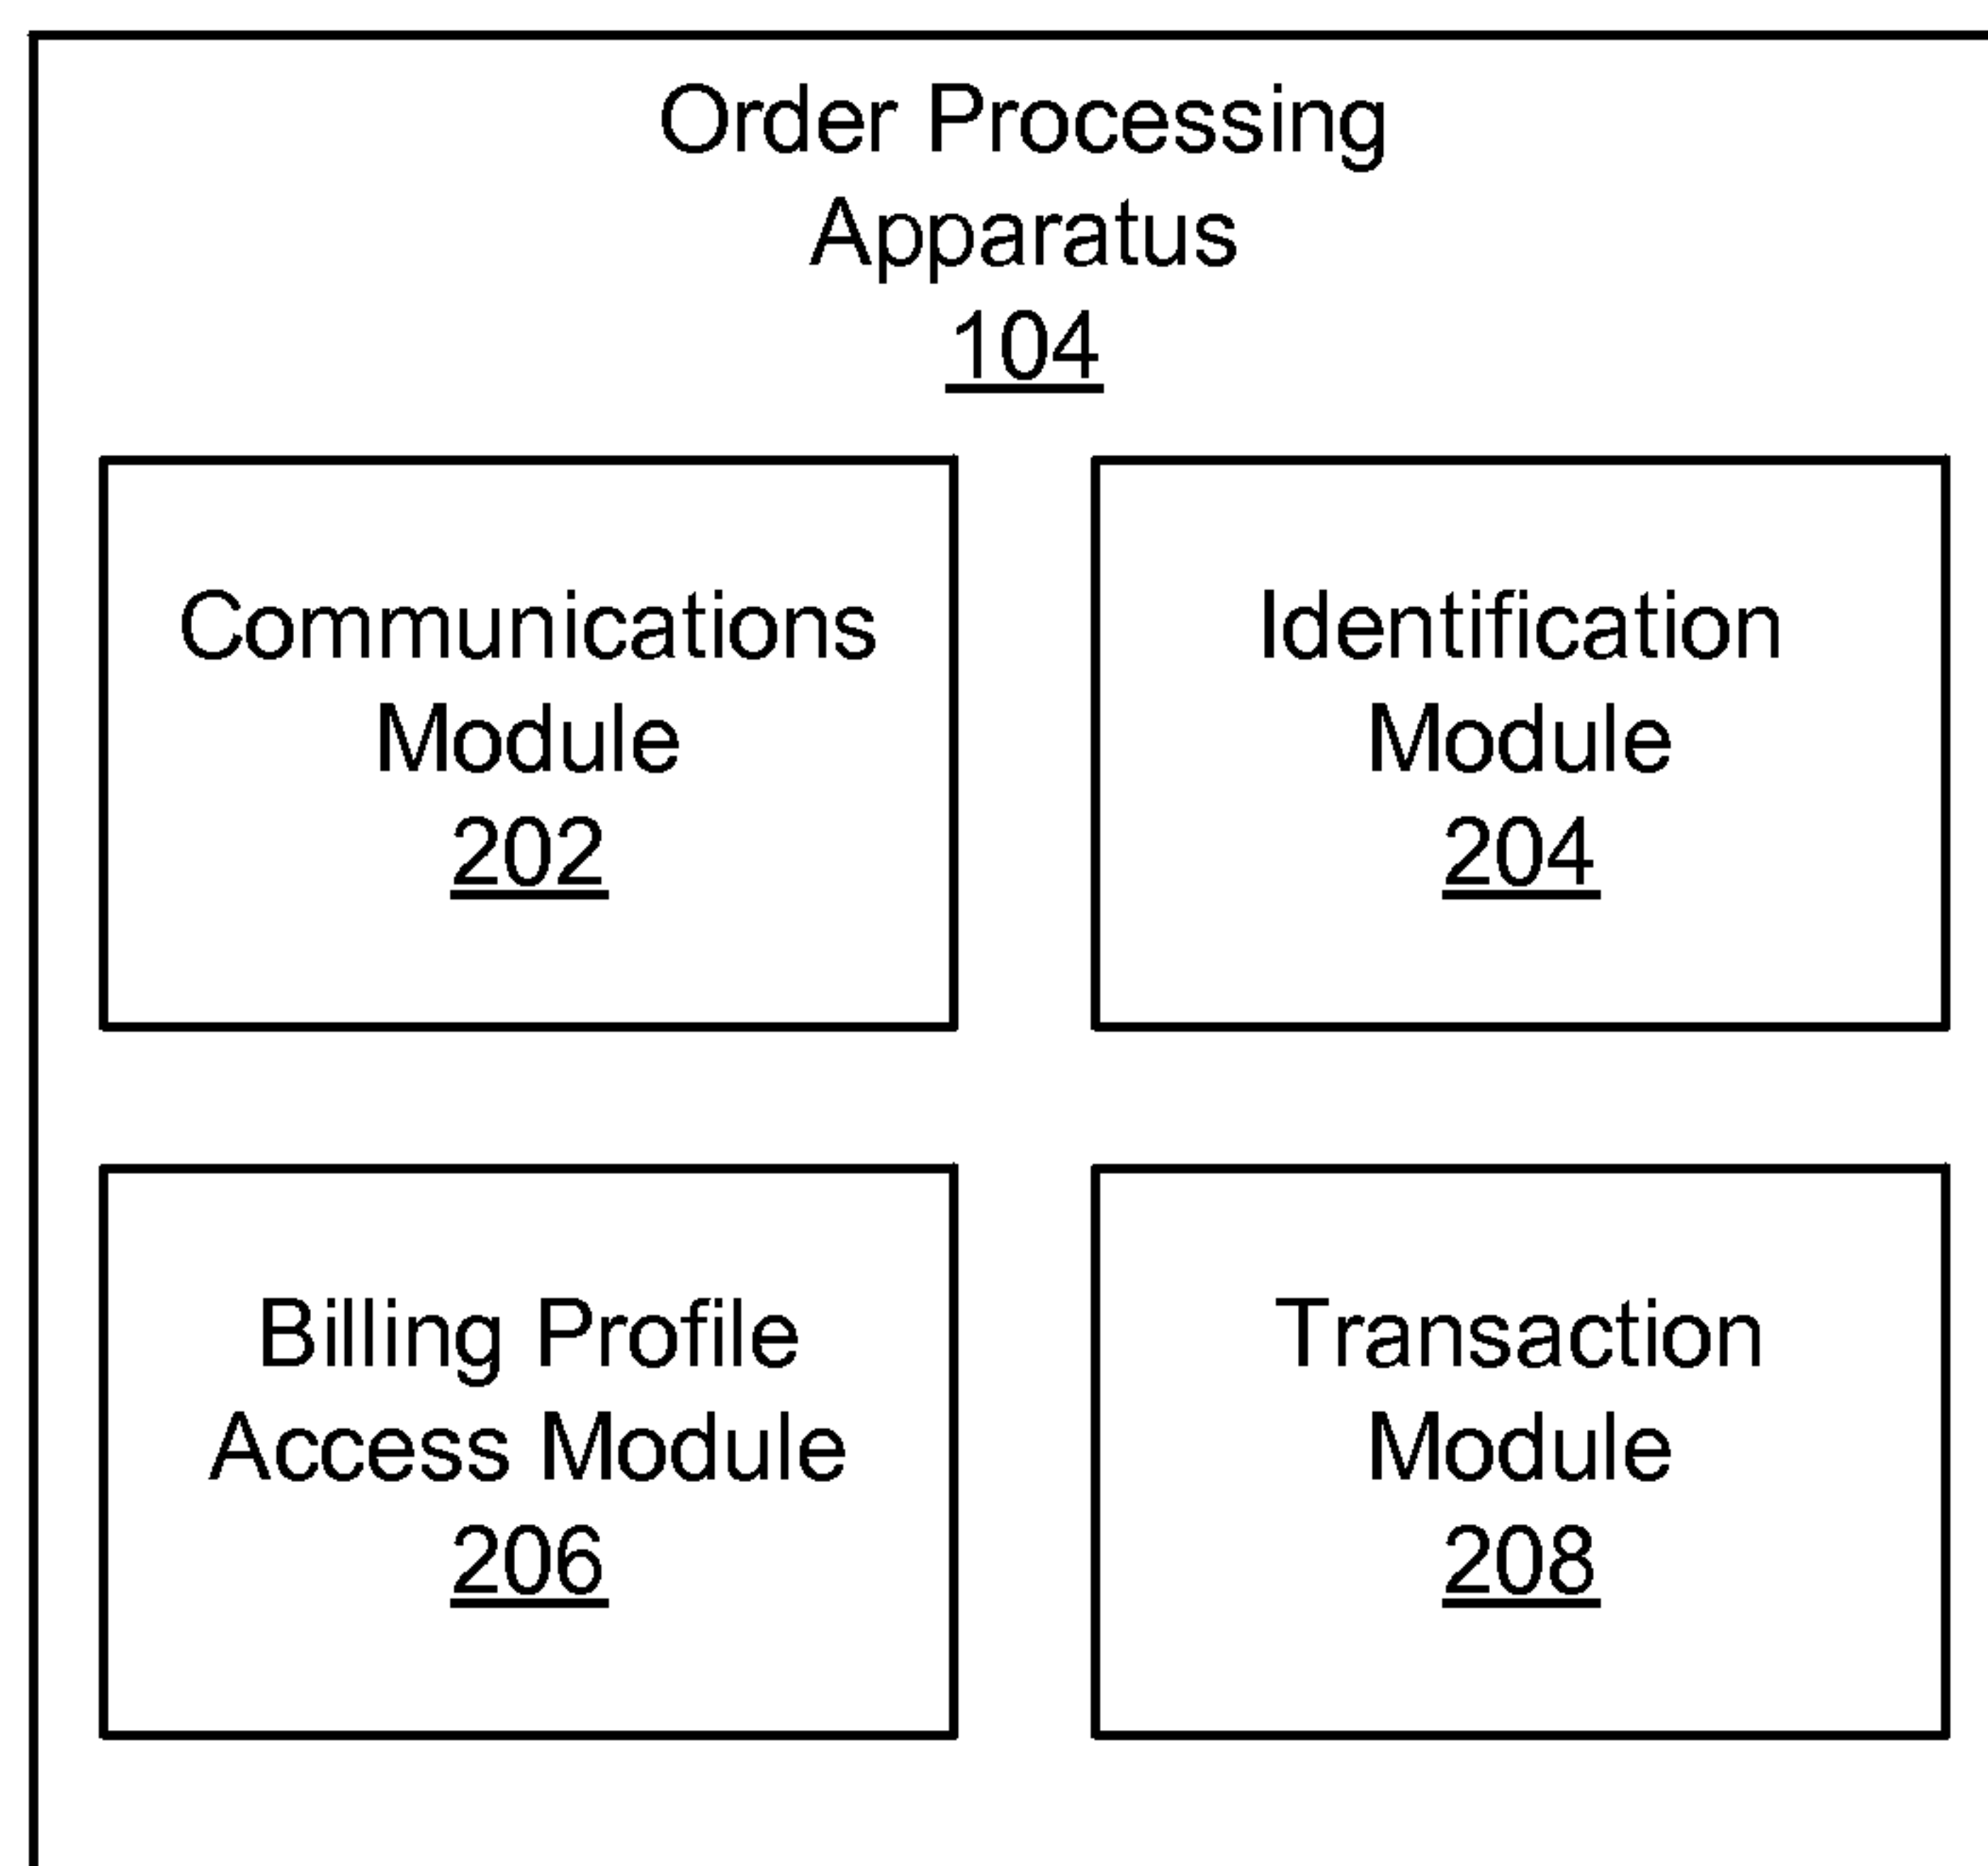 Order Processing
Apparatus
104
Communications
Module
202
Identification
Module
204
Billing Profile
Access Module
206
Transaction
Module
208